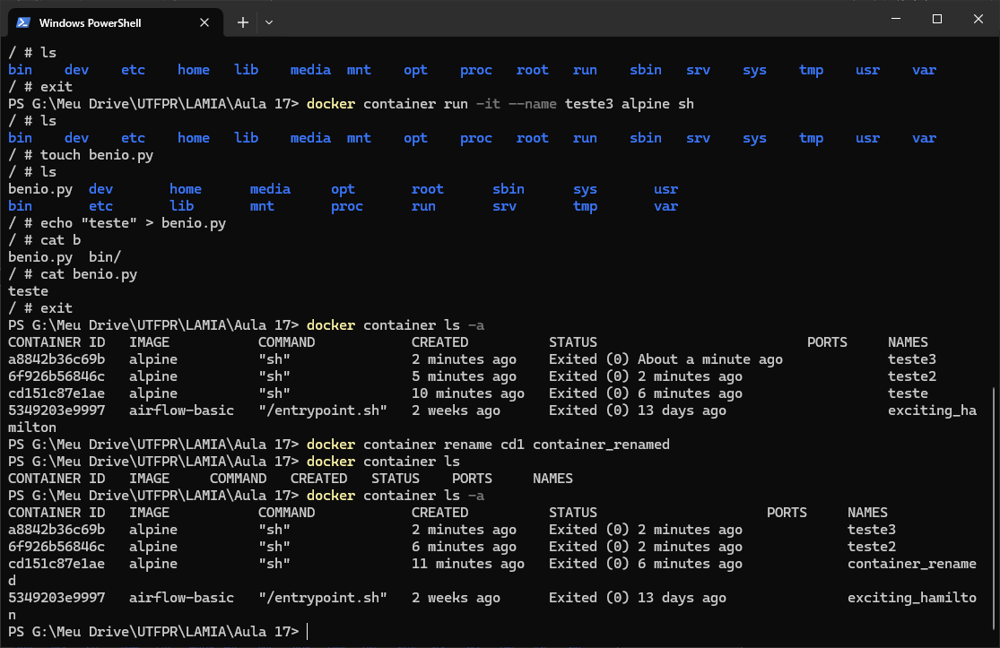 Windows PowerShell
/ # ls
bin    dev    etc    home   lib    media  mnt    opt    proc   root   run    sbin   srv    sys    tmp    usr    var
/ # exit
PS G:\Meu Drive\UTFPR\LAMIA\Aula 17> docker container run -it --name teste3 alpine sh
/ # ls
bin    dev    etc    home   lib    media  mnt    opt    proc   root   run    sbin   srv    sys    tmp    usr    var
/ # touch benio.py
/ # ls
benio.py  dev       home      media     opt       root      sbin      sys       usr
bin       etc       lib       mnt       proc      run       srv       tmp       var
/ # echo "teste" > benio.py
/ # cat b
benio.py  bin/
/ # cat benio.py
teste
/ # exit
PS G:\Meu Drive\UTFPR\LAMIA\Aula 17> docker container ls -a
CONTAINER ID   IMAGE           COMMAND            CREATED          STATUS                          PORTS     NAMES
a8842b36c69b   alpine          "sh"               2 minutes ago    Exited (0) About a minute ago             teste3
6f926b56846c   alpine          "sh"               5 minutes ago    Exited (0) 2 minutes ago                  teste2
cd151c87e1ae   alpine          "sh"               10 minutes ago   Exited (0) 6 minutes ago                  teste
5349203e9997   airflow-basic   "/entrypoint.sh"   2 weeks ago      Exited (0) 13 days ago                    exciting_ha
milton
PS G:\Meu Drive\UTFPR\LAMIA\Aula 17> docker container rename cd1 container_renamed
PS G:\Meu Drive\UTFPR\LAMIA\Aula 17> docker container ls
CONTAINER ID   IMAGE     COMMAND   CREATED   STATUS    PORTS     NAMES
PS G:\Meu Drive\UTFPR\LAMIA\Aula 17> docker container ls -a
CONTAINER ID   IMAGE           COMMAND            CREATED          STATUS                     PORTS     NAMES
a8842b36c69b   alpine          "sh"               2 minutes ago    Exited (0) 2 minutes ago             teste3
6f926b56846c   alpine          "sh"               6 minutes ago    Exited (0) 2 minutes ago             teste2
cd151c87e1ae   alpine          "sh"               11 minutes ago   Exited (0) 6 minutes ago             container_rename
d
5349203e9997   airflow-basic   "/entrypoint.sh"   2 weeks ago      Exited (0) 13 days ago               exciting_hamilto
n
PS G:\Meu Drive\UTFPR\LAMIA\Aula 17>